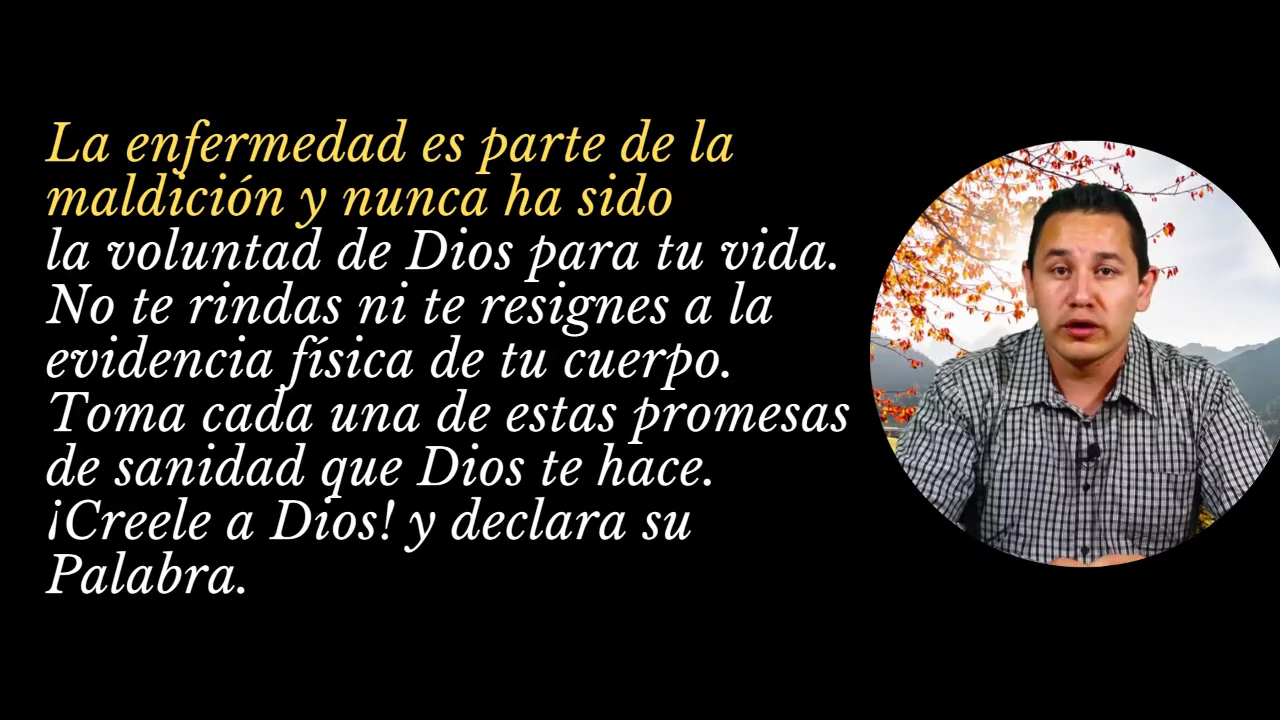 La enfermedad es parte de la
maldición y nunca ha sido
la voluntad de Dios para tu vida.
No te rindas ni te resignes a la
evidencia física de tu cuerpo.
Toma cada una de estas promesas
de sanidad que Dios te hace.
¡Creele a Dios! y declara su
Palabra.